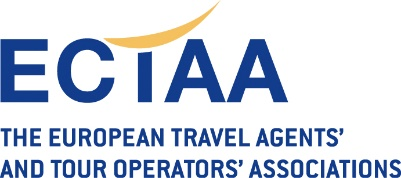 ECTAA
THE EUROPEAN TRAVEL AGENTS’
AND TOUR OPERATORS’ ASSOCIATIONS